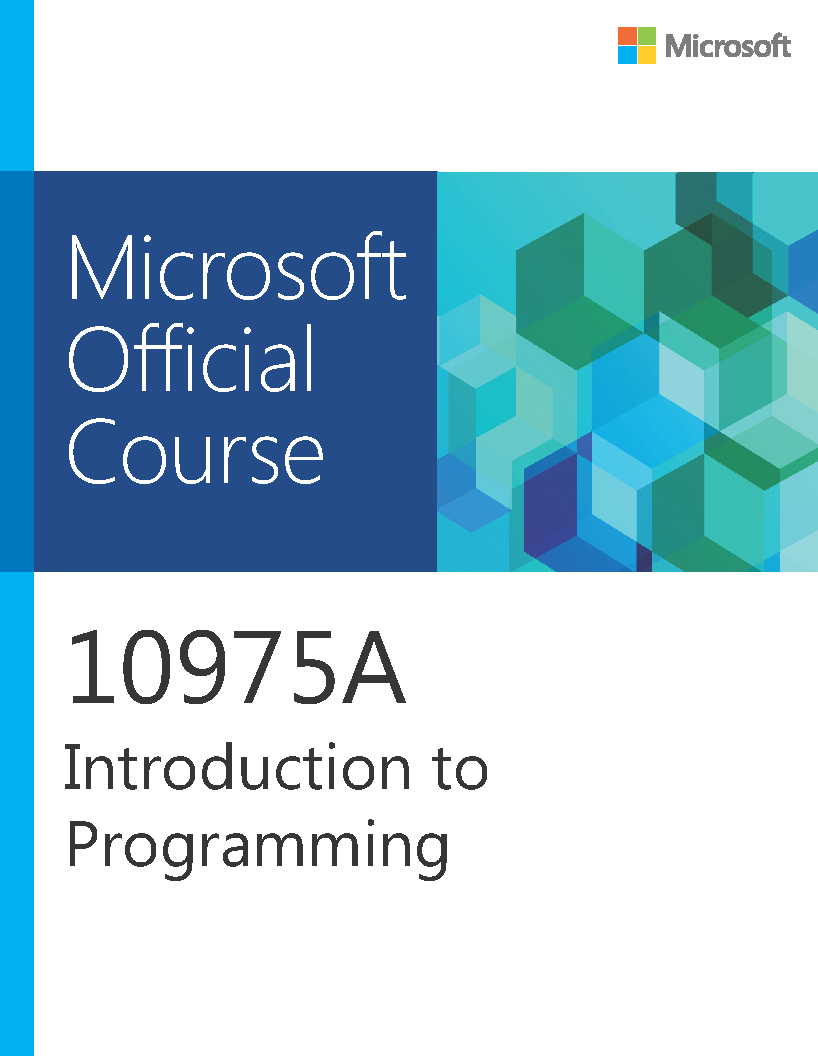 Microsoft
Microsoft
Official
Course
10975A
Introduction to
Programming